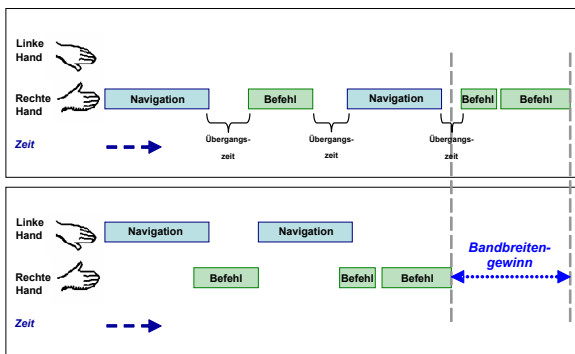 Linke
Hand
Rechte
Hand
Navigation
Befehl
Navigation
Befehl
Befehl
Übergangs-
zeit
Übergangs-
zeit
Übergangs-
zeit
Zeit
Linke
Hand
Navigation
Navigation
Bandbreiten-
gewinn
Rechte
Hand
Befehl
Befehl
Befehl
Zeit